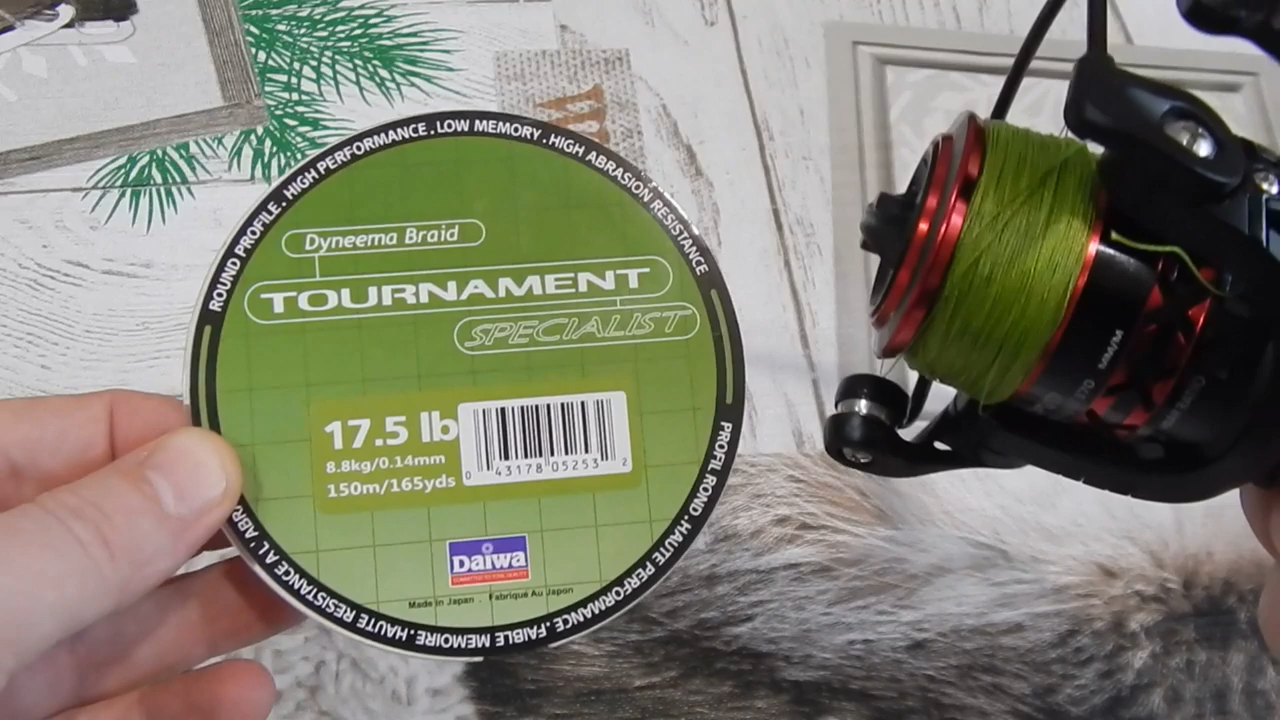 ROUND PROFILE . HIGH PERFORMANCE . LOW MEMORY . HIGH ABRASION RESISTANCE
Dyneema Braid
TOURNAMENT
SPECIALIST
17.5 lb
8.8kg/0.14mm
150m/165yds
0 43178 05253 2
Daiwa
Made in Japan . Fabriqué Au Japon
PROFIL ROND . HAUTE PERFORMANCE . FAIBLE MEMOIRE . HAUTE RESISTANCE A L' ABR
MM/M